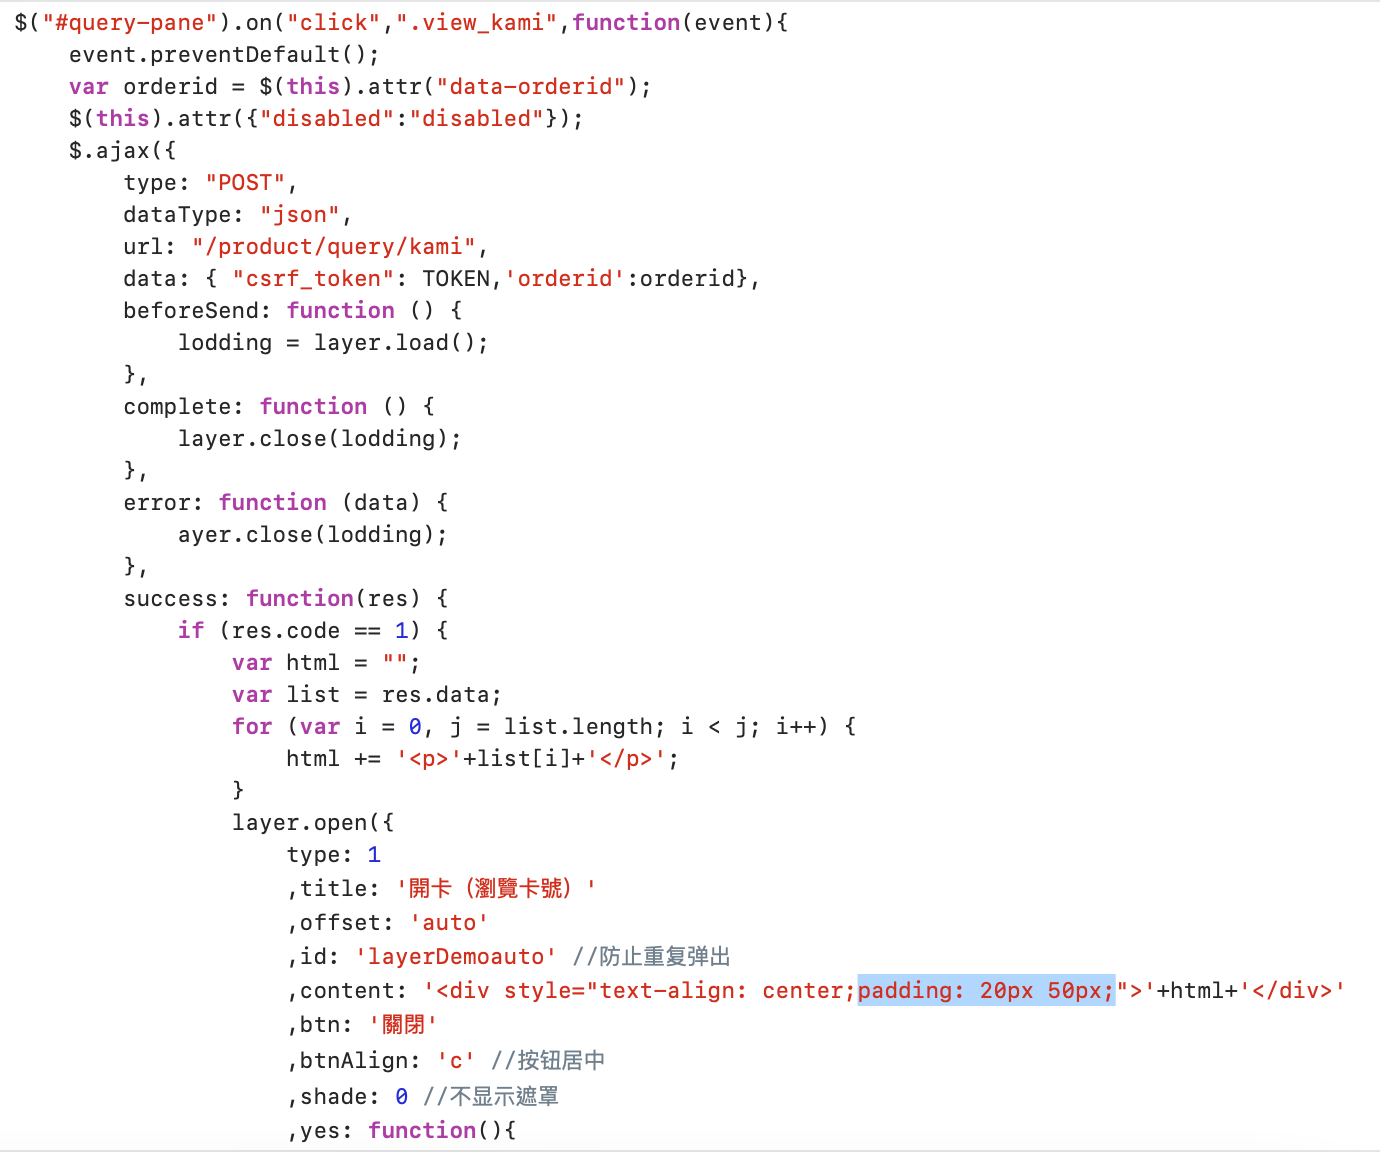 $("#query-pane").on("click",".view_kami",function(event){
    event.preventDefault();
    var orderid = $(this).attr("data-orderid");
    $(this).attr({"disabled":"disabled"});
    $.ajax({
        type: "POST",
        dataType: "json",
        url: "/product/query/kami",
        data: { "csrf_token": TOKEN,'orderid':orderid},
        beforeSend: function () {
            lodding = layer.load();
        },
        complete: function () {
            layer.close(lodding);
        },
        error: function (data) {
            ayer.close(lodding);
        },
        success: function(res) {
            if (res.code == 1) {
                var html = "";
                var list = res.data;
                for (var i = 0, j = list.length; i < j; i++) {
                    html += '<p>'+list[i]+'</p>';
                }
                layer.open({
                    type: 1
                    ,title: '開卡（瀏覽卡號）'
                    ,offset: 'auto'
                    ,id: 'layerDemoauto' //防止重复弹出
                    ,content: '<div style="text-align: center;padding: 20px 50px;">'+html+'</div>'
                    ,btn: '關閉'
                    ,btnAlign: 'c' //按钮居中
                    ,shade: 0 //不显示遮罩
                    ,yes: function(){